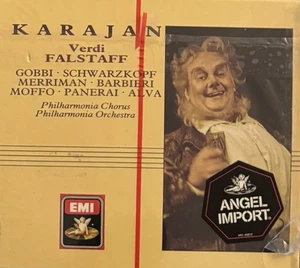 KARAJAN
Verdi
FALSTAFF
GOBBI · SCHWARZKOPF
MERRIMAN · BARBIERI
MOFFO · PANERAI · ALVA
Philharmonia Chorus
Philharmonia Orchestra
EMI
ANGEL
IMPORT